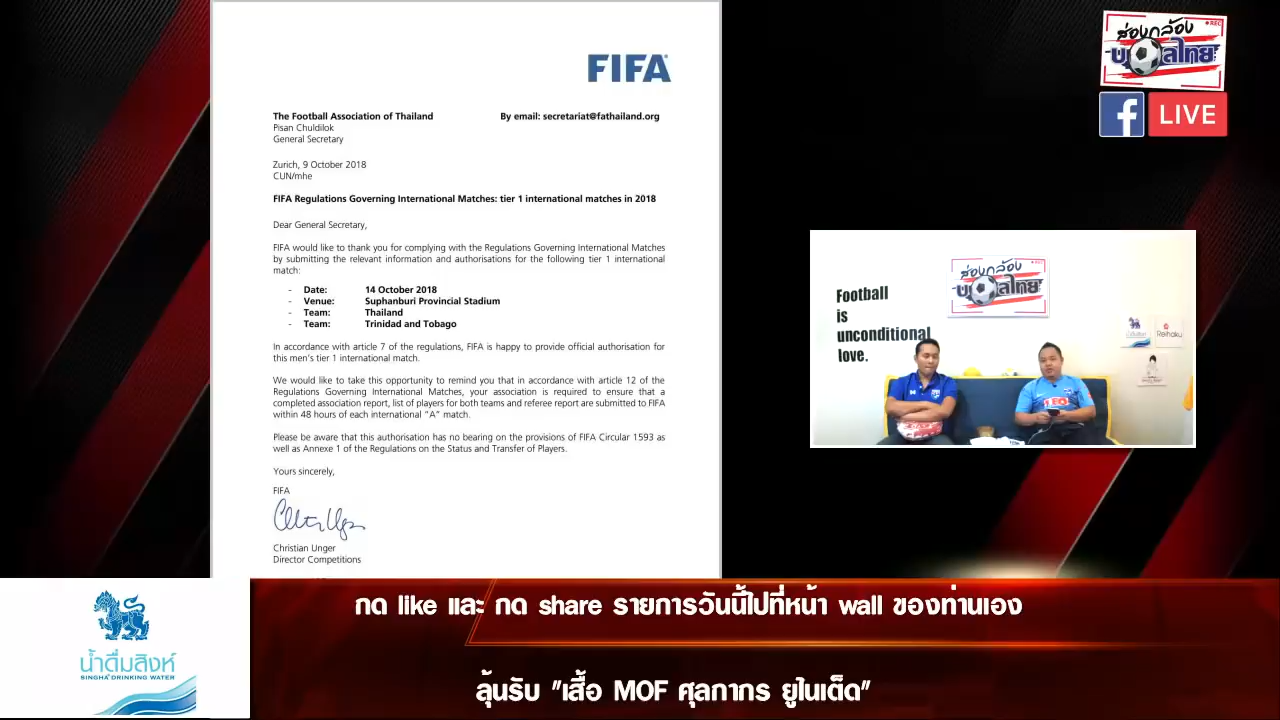 FIFA
The Football Association of Thailand
By email: secretariat@fathailand.org
Pisan Chuldilok
General Secretary
Zurich, 9 October 2018
CUN/mhe
FIFA Regulations Governing International Matches: tier 1 international matches in 2018
Dear General Secretary,
FIFA would like to thank you for complying with the Regulations Governing International Matches
by submitting the relevant information and authorisations for the following tier 1 international
match:
- Date: 14 October 2018
- Venue: Suphanburi Provincial Stadium
- Team: Thailand
- Team: Trinidad and Tobago
In accordance with article 7 of the regulations, FIFA is happy to provide official authorisation for
this men's tier 1 international match.
We would like to take this opportunity to remind you that in accordance with article 12 of the
Regulations Governing International Matches, your association is required to ensure that a
completed association report, list of players for both teams and referee report are submitted to FIFA
within 48 hours of each international "A" match.
Please be aware that this authorisation has no bearing on the provisions of FIFA Circular 1593 as
well as Annexe 1 of the Regulations on the Status and Transfer of Players.
Yours sincerely,
FIFA
Christian Unger
Director Competitions
REC
ส่องกล้อง
บอลไทย
f LIVE
ส่องกล้อง
บอลไทย
Football
is
unconditional
love.
น้ำดื่มสิงห์
SINGHA DRINKING WATER
กด like และ กด share รายการวันนี้ไปที่หน้า wall ของท่านเอง
ลุ้นรับ "เสื้อ MOF ศุลกากร ยูไนเต็ด"